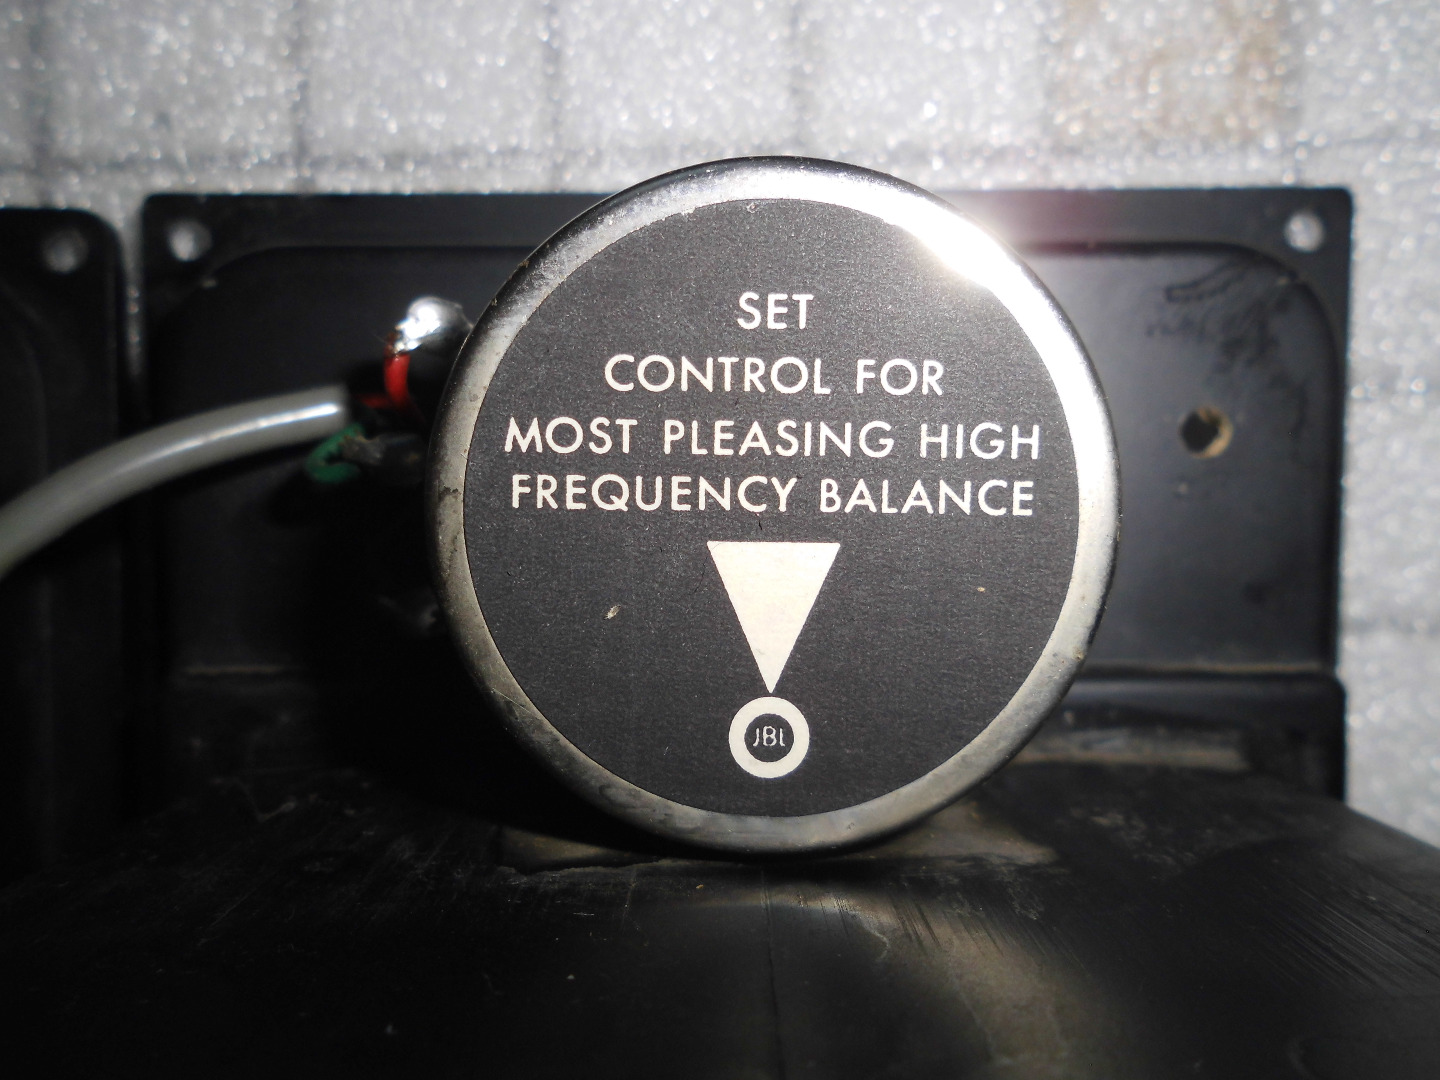 SET
CONTROL FOR
MOST PLEASING HIGH
FREQUENCY BALANCE
JBL